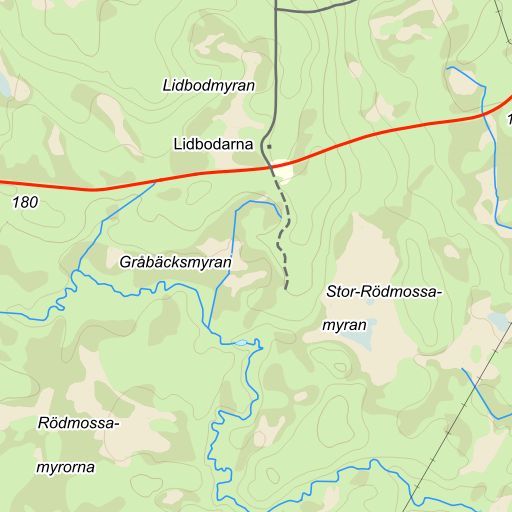 Lidbodmyran
Lidbodarna
180
Gråbäcksmyran
Stor-Rödmossa-
myran
Rödmossa-
myrorna